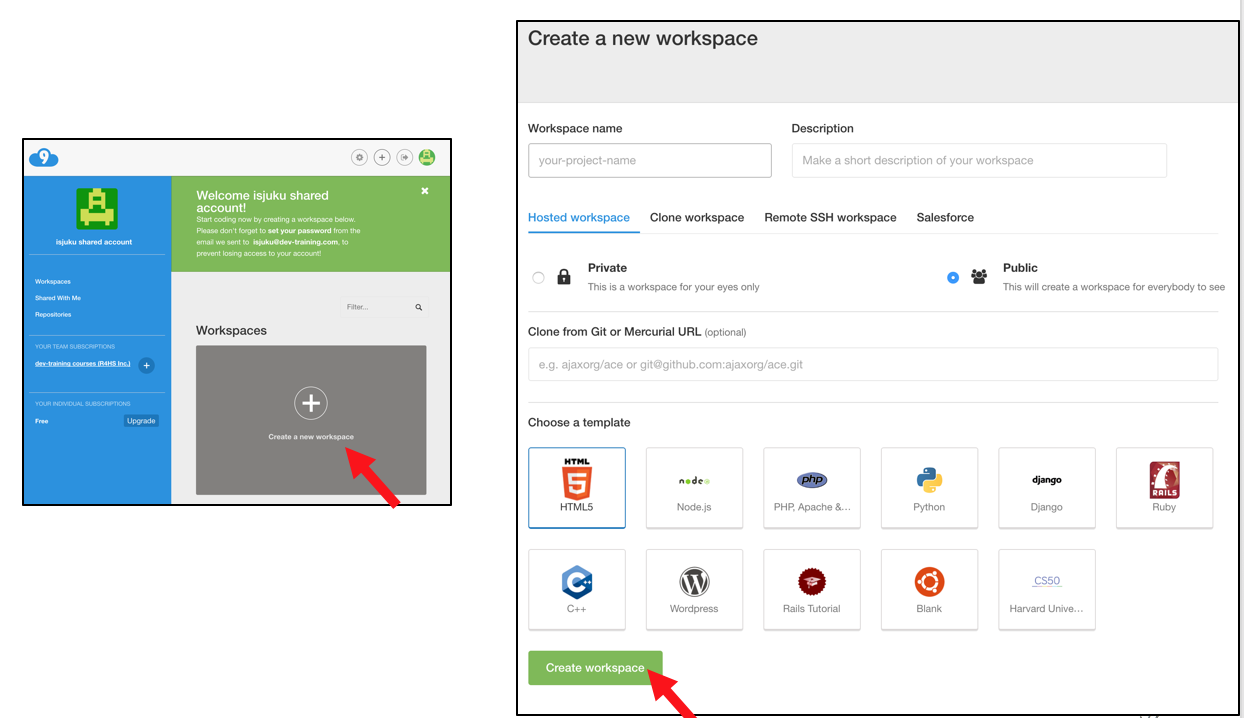 9
Welcome isjuku shared
account!
Start coding now by creating a workspace below.
Please don't forget to set your password from the
email we sent to isjuku@dev-training.com, to
prevent losing access to your account!
isjuku shared account
Workspaces
Shared With Me
Repositories
YOUR TEAM SUBSCRIPTIONS
dev-training courses (R4HS Inc.)
YOUR INDIVIDUAL SUBSCRIPTIONS
Free
Upgrade
Filter...
Workspaces
Create a new workspace
Create a new workspace
Workspace name
Description
your-project-name
Make a short description of your workspace
Hosted workspace
Clone workspace
Remote SSH workspace
Salesforce
Private
This is a workspace for your eyes only
Public
This will create a workspace for everybody to see
Clone from Git or Mercurial URL (optional)
e.g. ajaxorg/ace or git@github.com:ajaxorg/ace.git
Choose a template
HTML
5
HTML5
node
Node.js
php
PHP, Apache &...
Python
django
Django
RAILS
Ruby
C++
C++
W
Wordpress
Rails Tutorial
Blank
CS50
Harvard Unive...
Create workspace